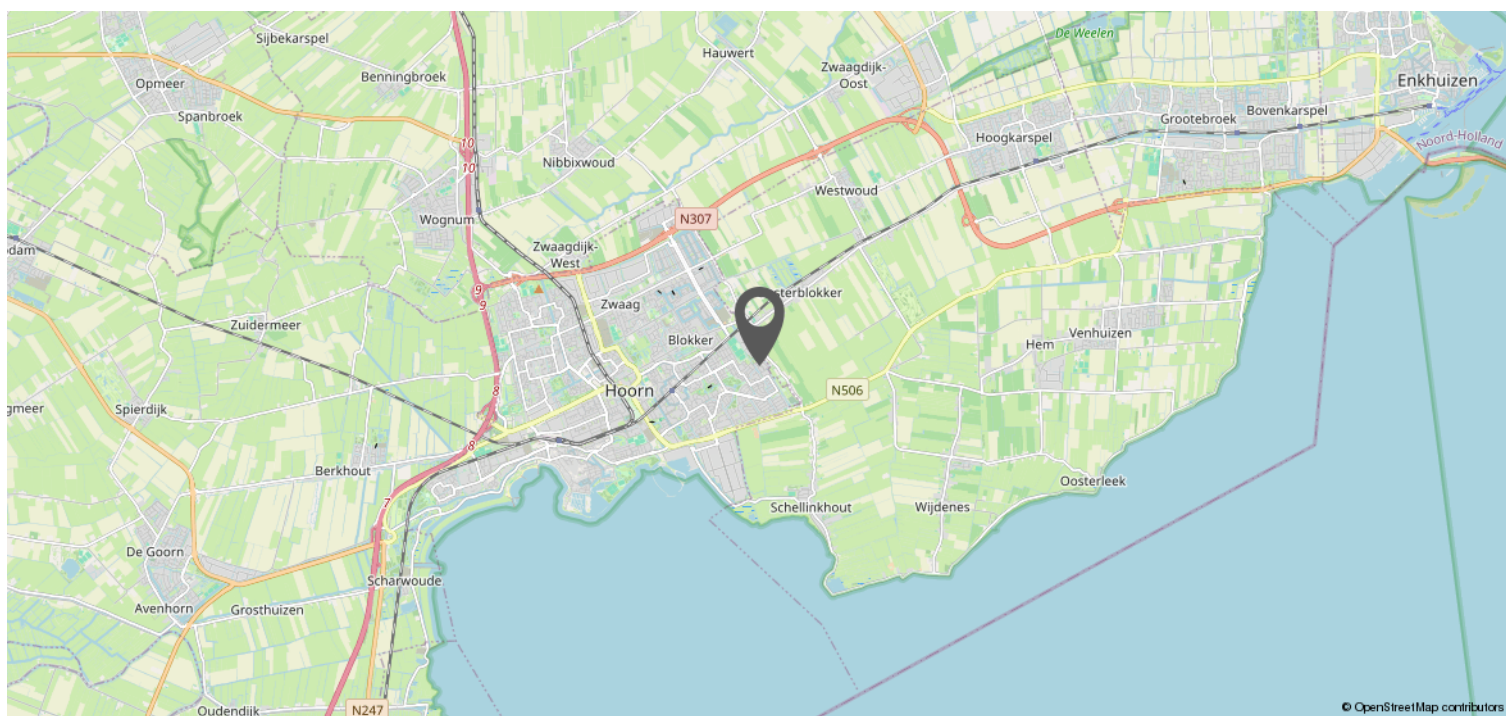 Sijbekarspel
Hauwert
De Weelen
Zwaagdijk-
Oost
Opmeer
Benningbroek
Enkhuizen
Spanbroek
Bovenkarspel
Grootebroek
Hoogkarspel
10
10
Noord-Holland
Nibbixwoud
Westwoud
Wognum
N307
Zwaagdijk-
West
odam
9
9
sterblokker
Zwaag
Zuidermeer
Venhuizen
Blokker
Hem
8
Hoorn
N506
gmeer
Spierdijk
8
Berkhout
Oosterleek
7
Schellinkhout
Wijdenes
De Goorn
Scharwoude
Avenhorn
Grosthuizen
Oudendijk
N247
© OpenStreetMap contributors